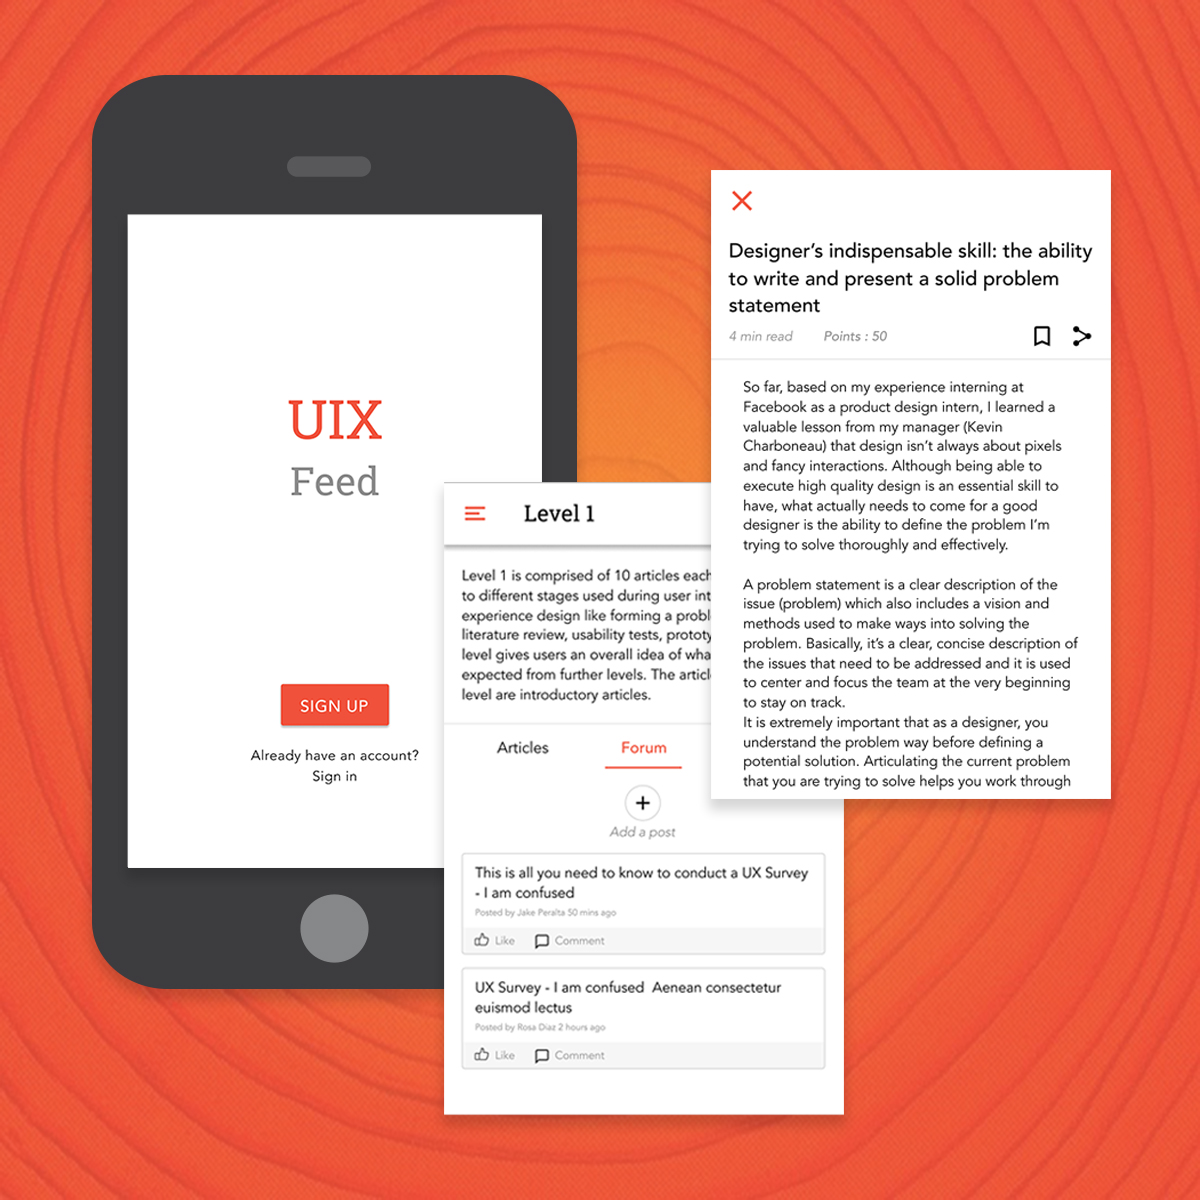 UIX
Feed
SIGN UP
Already have an account?
Sign in
Level 1
Level 1 is comprised of 10 articles each
to different stages used during user int
experience design like forming a probl
literature review, usability tests, prototy
level gives users an overall idea of wha
expected from further levels. The articl
level are introductory articles.
Articles
Forum
Add a post
This is all you need to know to conduct a UX Survey
- I am confused
Posted by Jake Peralta 50 mins ago
Like
Comment
UX Survey - I am confused  Aenean consectetur
euismod lectus
Posted by Rosa Diaz 2 hours ago
Like
Comment
Designer’s indispensable skill: the ability
to write and present a solid problem
statement
4 min read
Points : 50
So far, based on my experience interning at
Facebook as a product design intern, I learned a
valuable lesson from my manager (Kevin
Charboneau) that design isn’t always about pixels
and fancy interactions. Although being able to
execute high quality design is an essential skill to
have, what actually needs to come for a good
designer is the ability to define the problem I’m
trying to solve thoroughly and effectively.
A problem statement is a clear description of the
issue (problem) which also includes a vision and
methods used to make ways into solving the
problem. Basically, it’s a clear, concise description of
the issues that need to be addressed and it is used
to center and focus the team at the very beginning
to stay on track.
It is extremely important that as a designer, you
understand the problem way before defining a
potential solution. Articulating the current problem
that you are trying to solve helps you work through